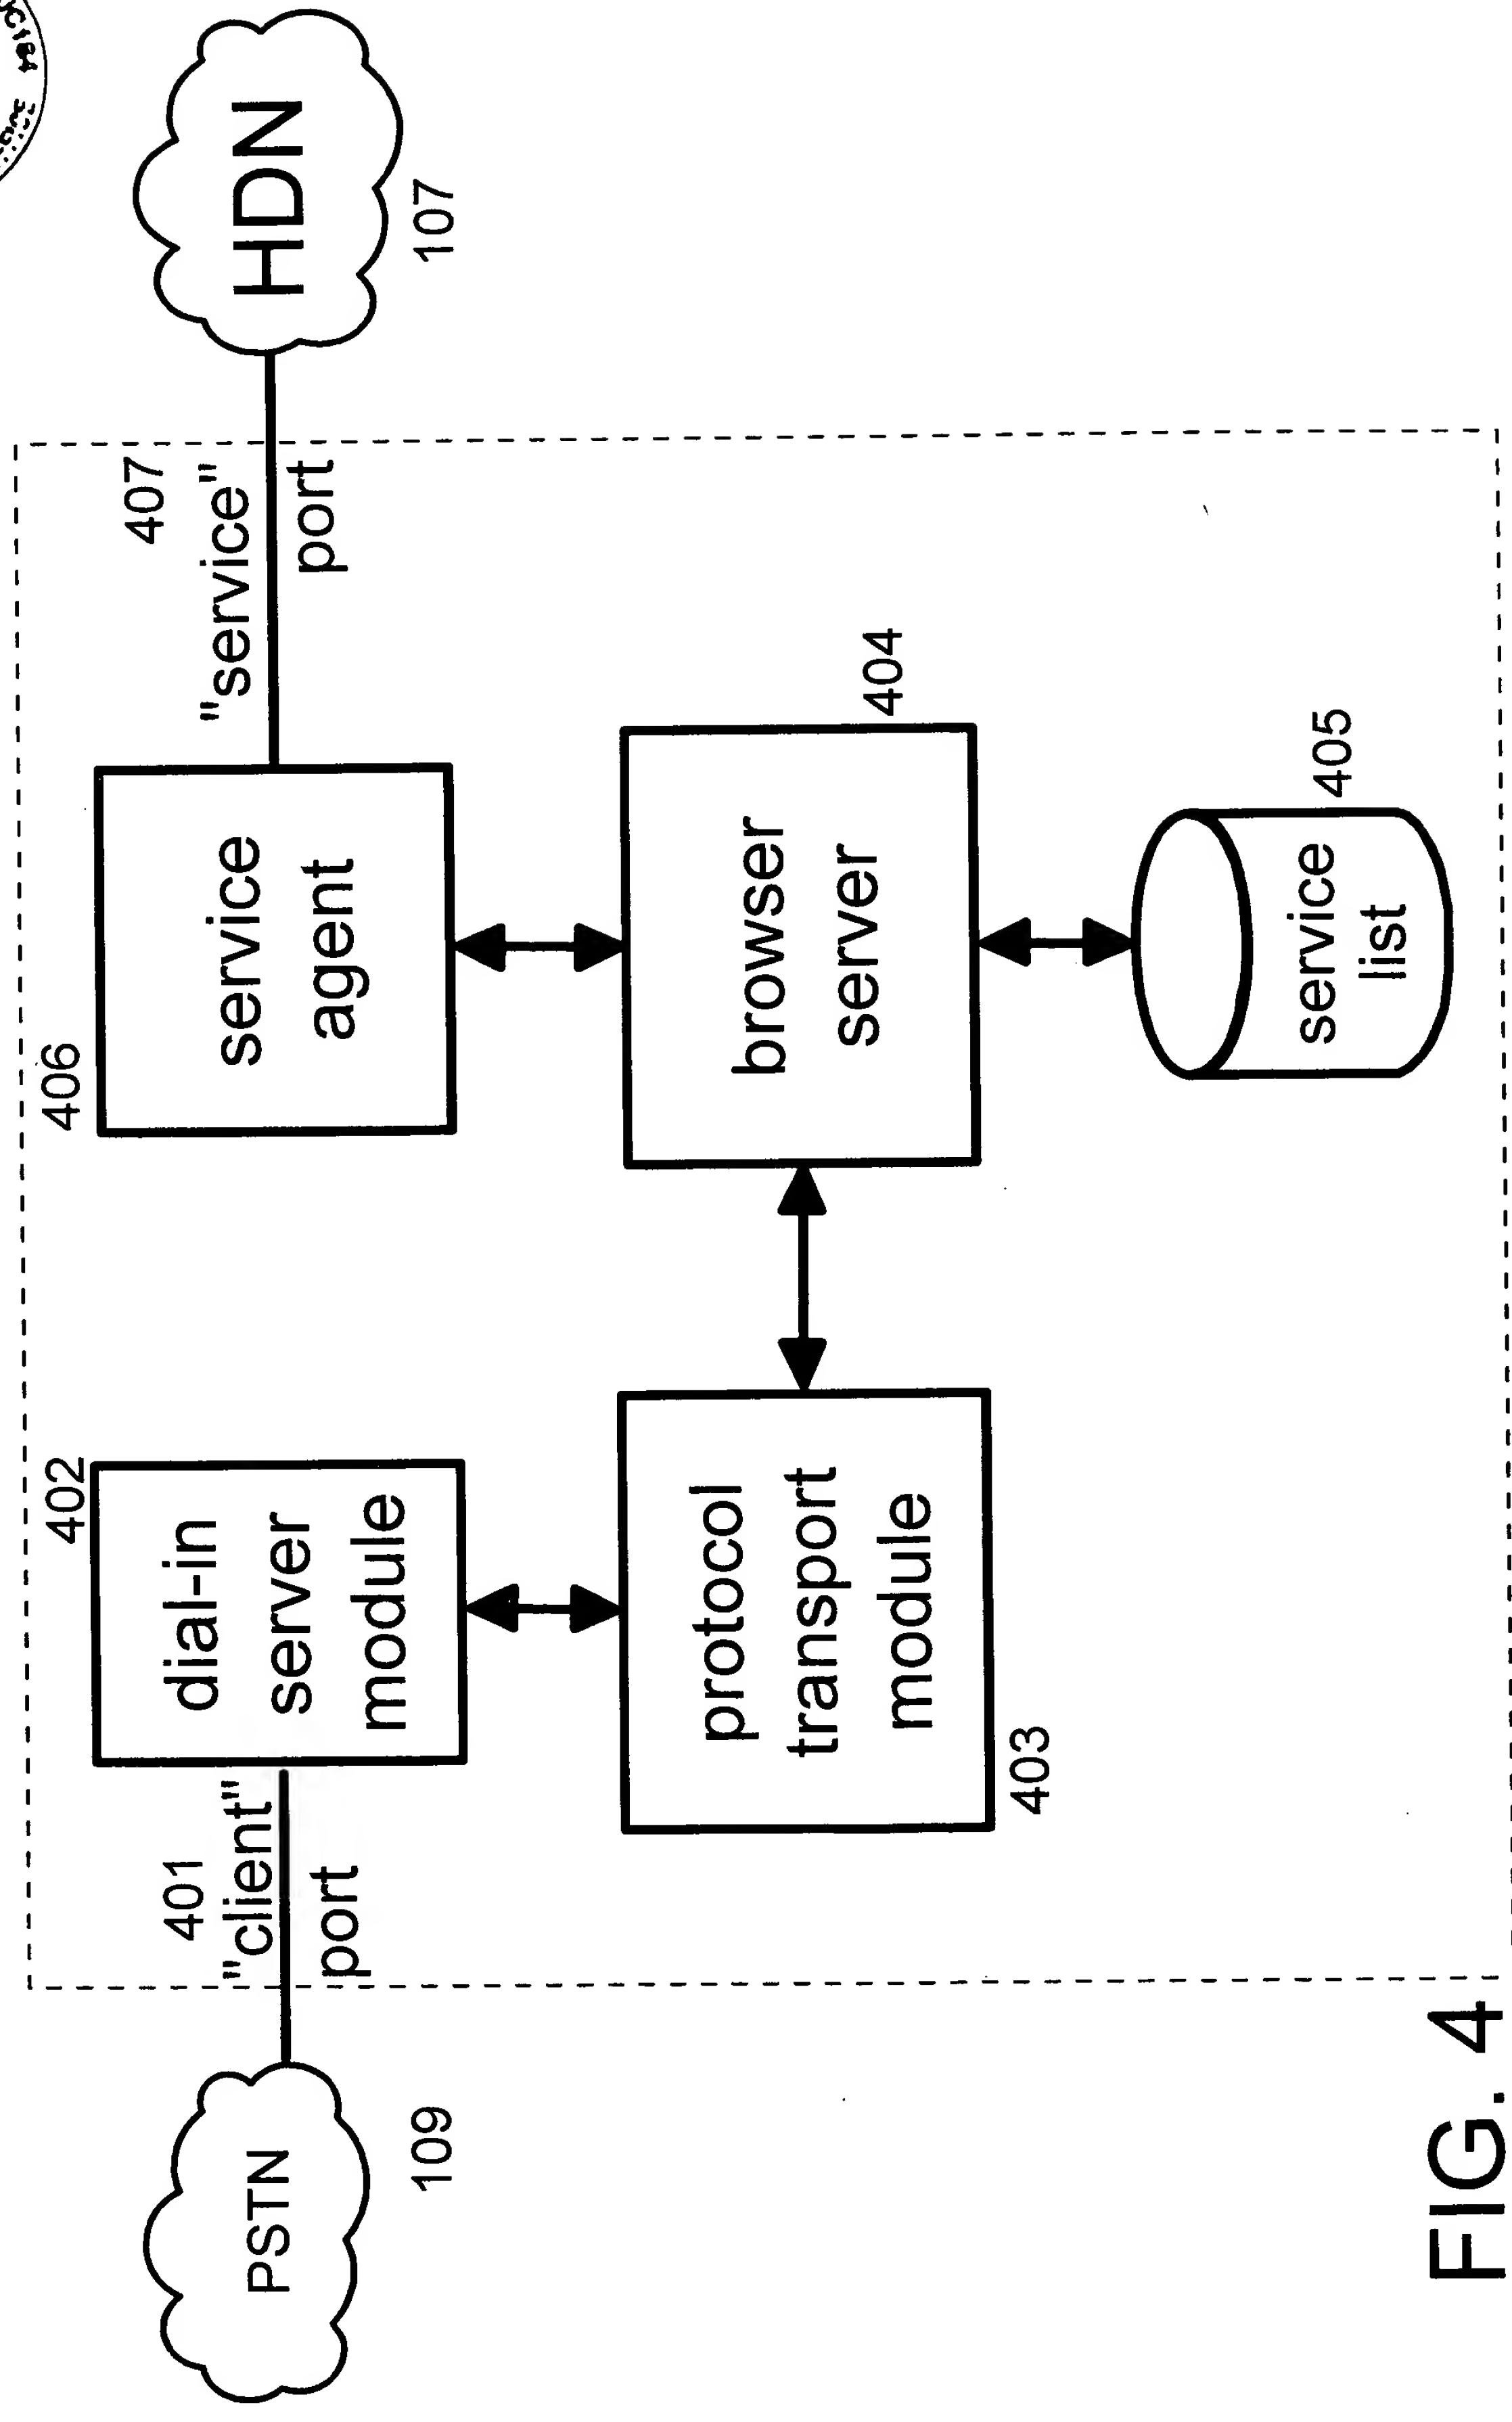 402
406
407
401
"client"
port
dial-in
server
module
service
agent
"service"
port
PSTN
109
HDN
107
protocol
transport
module
403
browser
server
404
service
list
405
FIG. 4